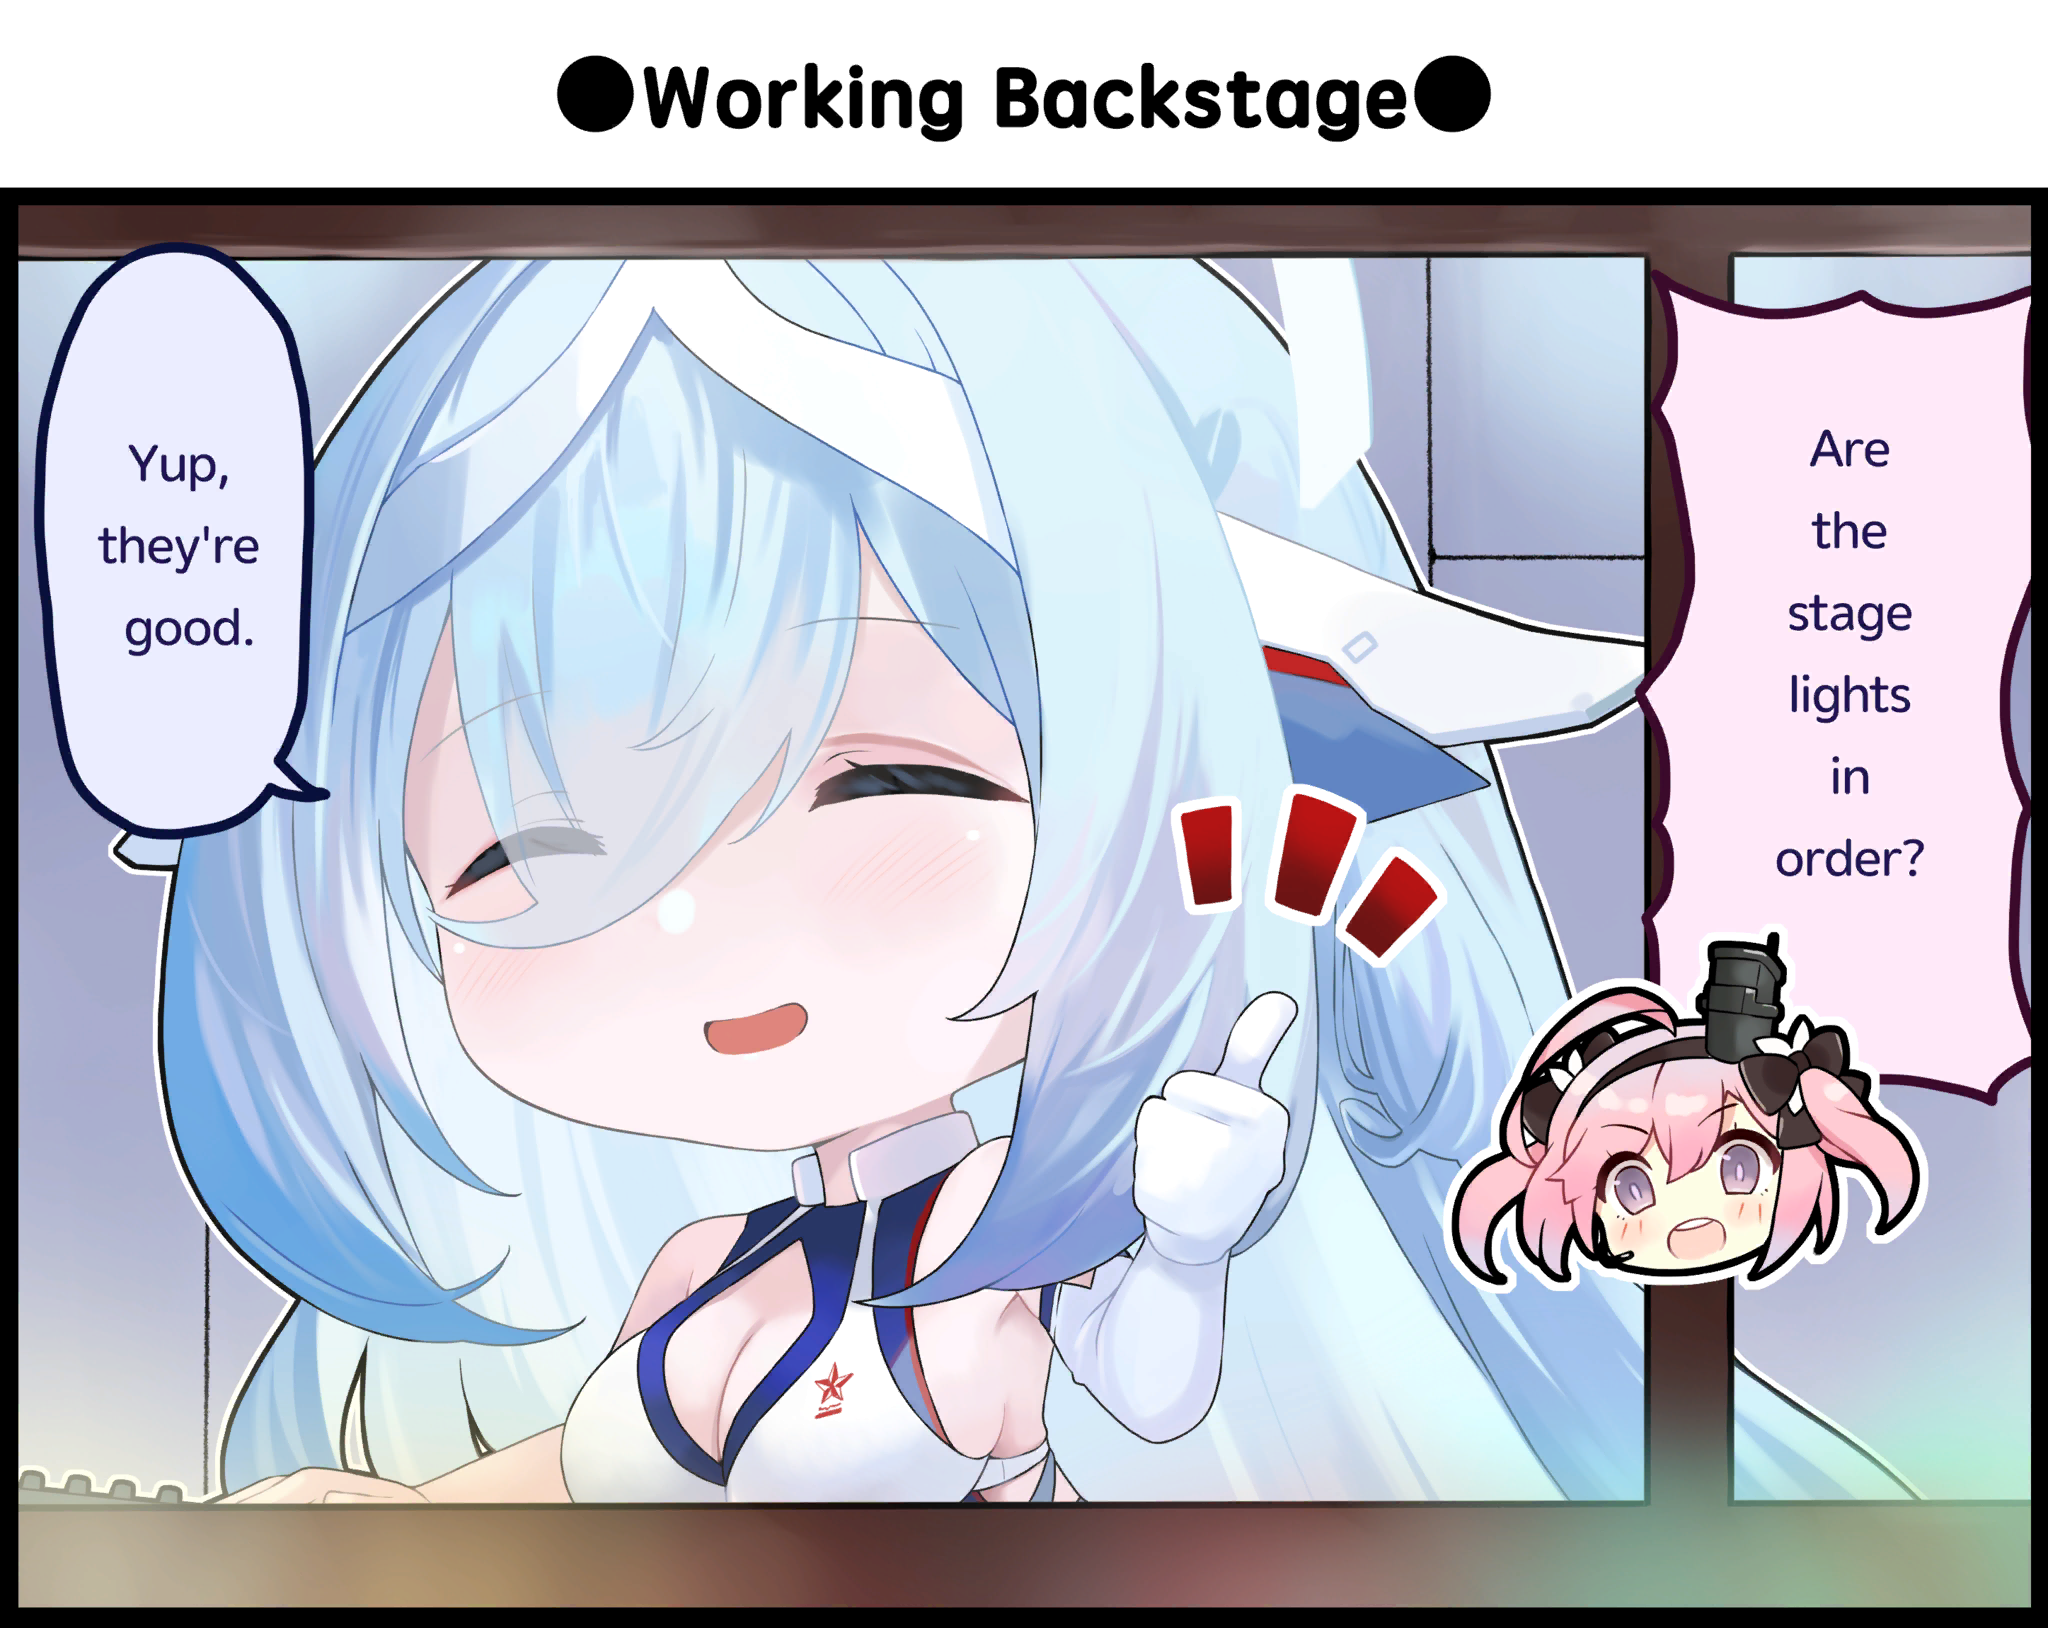 ●Working Backstage●
Are
the
stage
lights
in
order?
Yup,
they're
good.